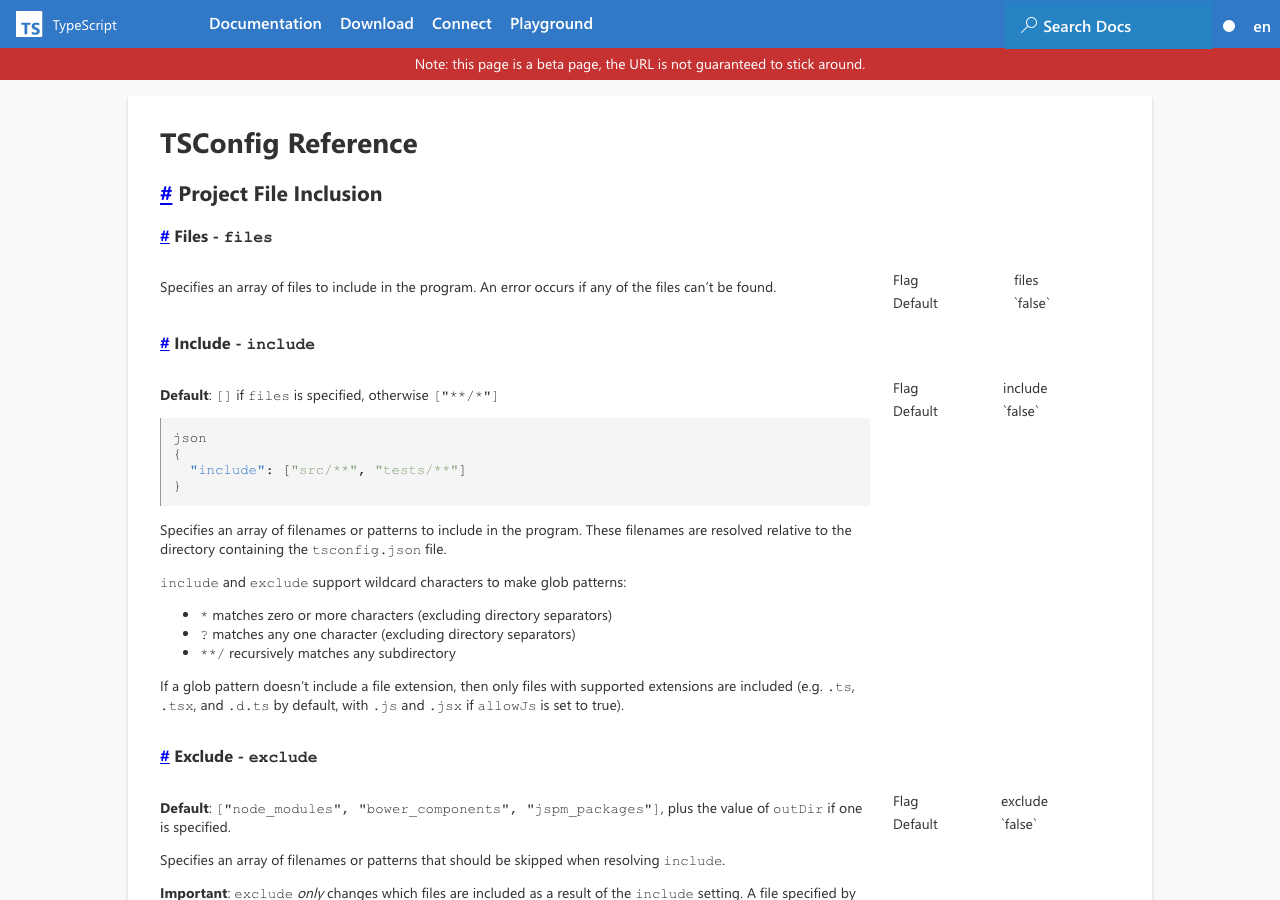 TS TypeScript Documentation Download Connect Playground Search Docs en
Note: this page is a beta page, the URL is not guaranteed to stick around.
TSConfig Reference
# Project File Inclusion
# Files - files
Specifies an array of files to include in the program. An error occurs if any of the files can’t be found.
Flag files
Default `false`
# Include - include
Default: [] if files is specified, otherwise ["**/*"]
Flag include
Default `false`
json
{
  "include": ["src/**", "tests/**"]
}
Specifies an array of filenames or patterns to include in the program. These filenames are resolved relative to the
directory containing the tsconfig.json file.
include and exclude support wildcard characters to make glob patterns:
* matches zero or more characters (excluding directory separators)
? matches any one character (excluding directory separators)
**/ recursively matches any subdirectory
If a glob pattern doesn’t include a file extension, then only files with supported extensions are included (e.g. .ts,
.tsx, and .d.ts by default, with .js and .jsx if allowJs is set to true).
# Exclude - exclude
Default: ["node_modules", "bower_components", "jspm_packages"], plus the value of outDir if one
is specified.
Flag exclude
Default `false`
Specifies an array of filenames or patterns that should be skipped when resolving include.
Important: exclude only changes which files are included as a result of the include setting. A file specified by